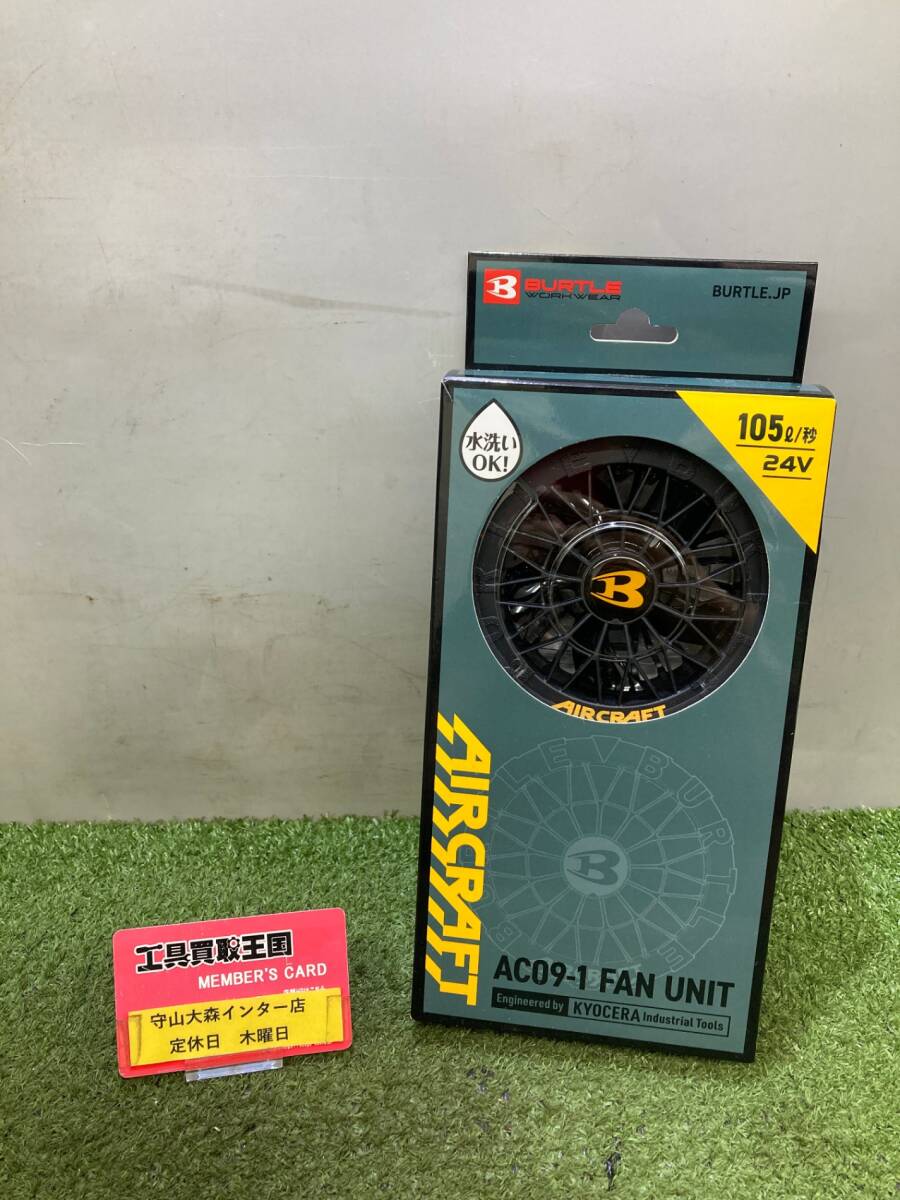 BURTLE
WORKWEAR
BURTLE.JP
水洗い
OK!
105ℓ/秒
24V
B
AIRCRAFT
AIRCRAFT
LEVBURTLE
B
AC09-1 FAN UNIT
Engineered by KYOCERA Industrial Tools
工具買取王国
MEMBER'S CARD
守山大森インター店
定休日 木曜日